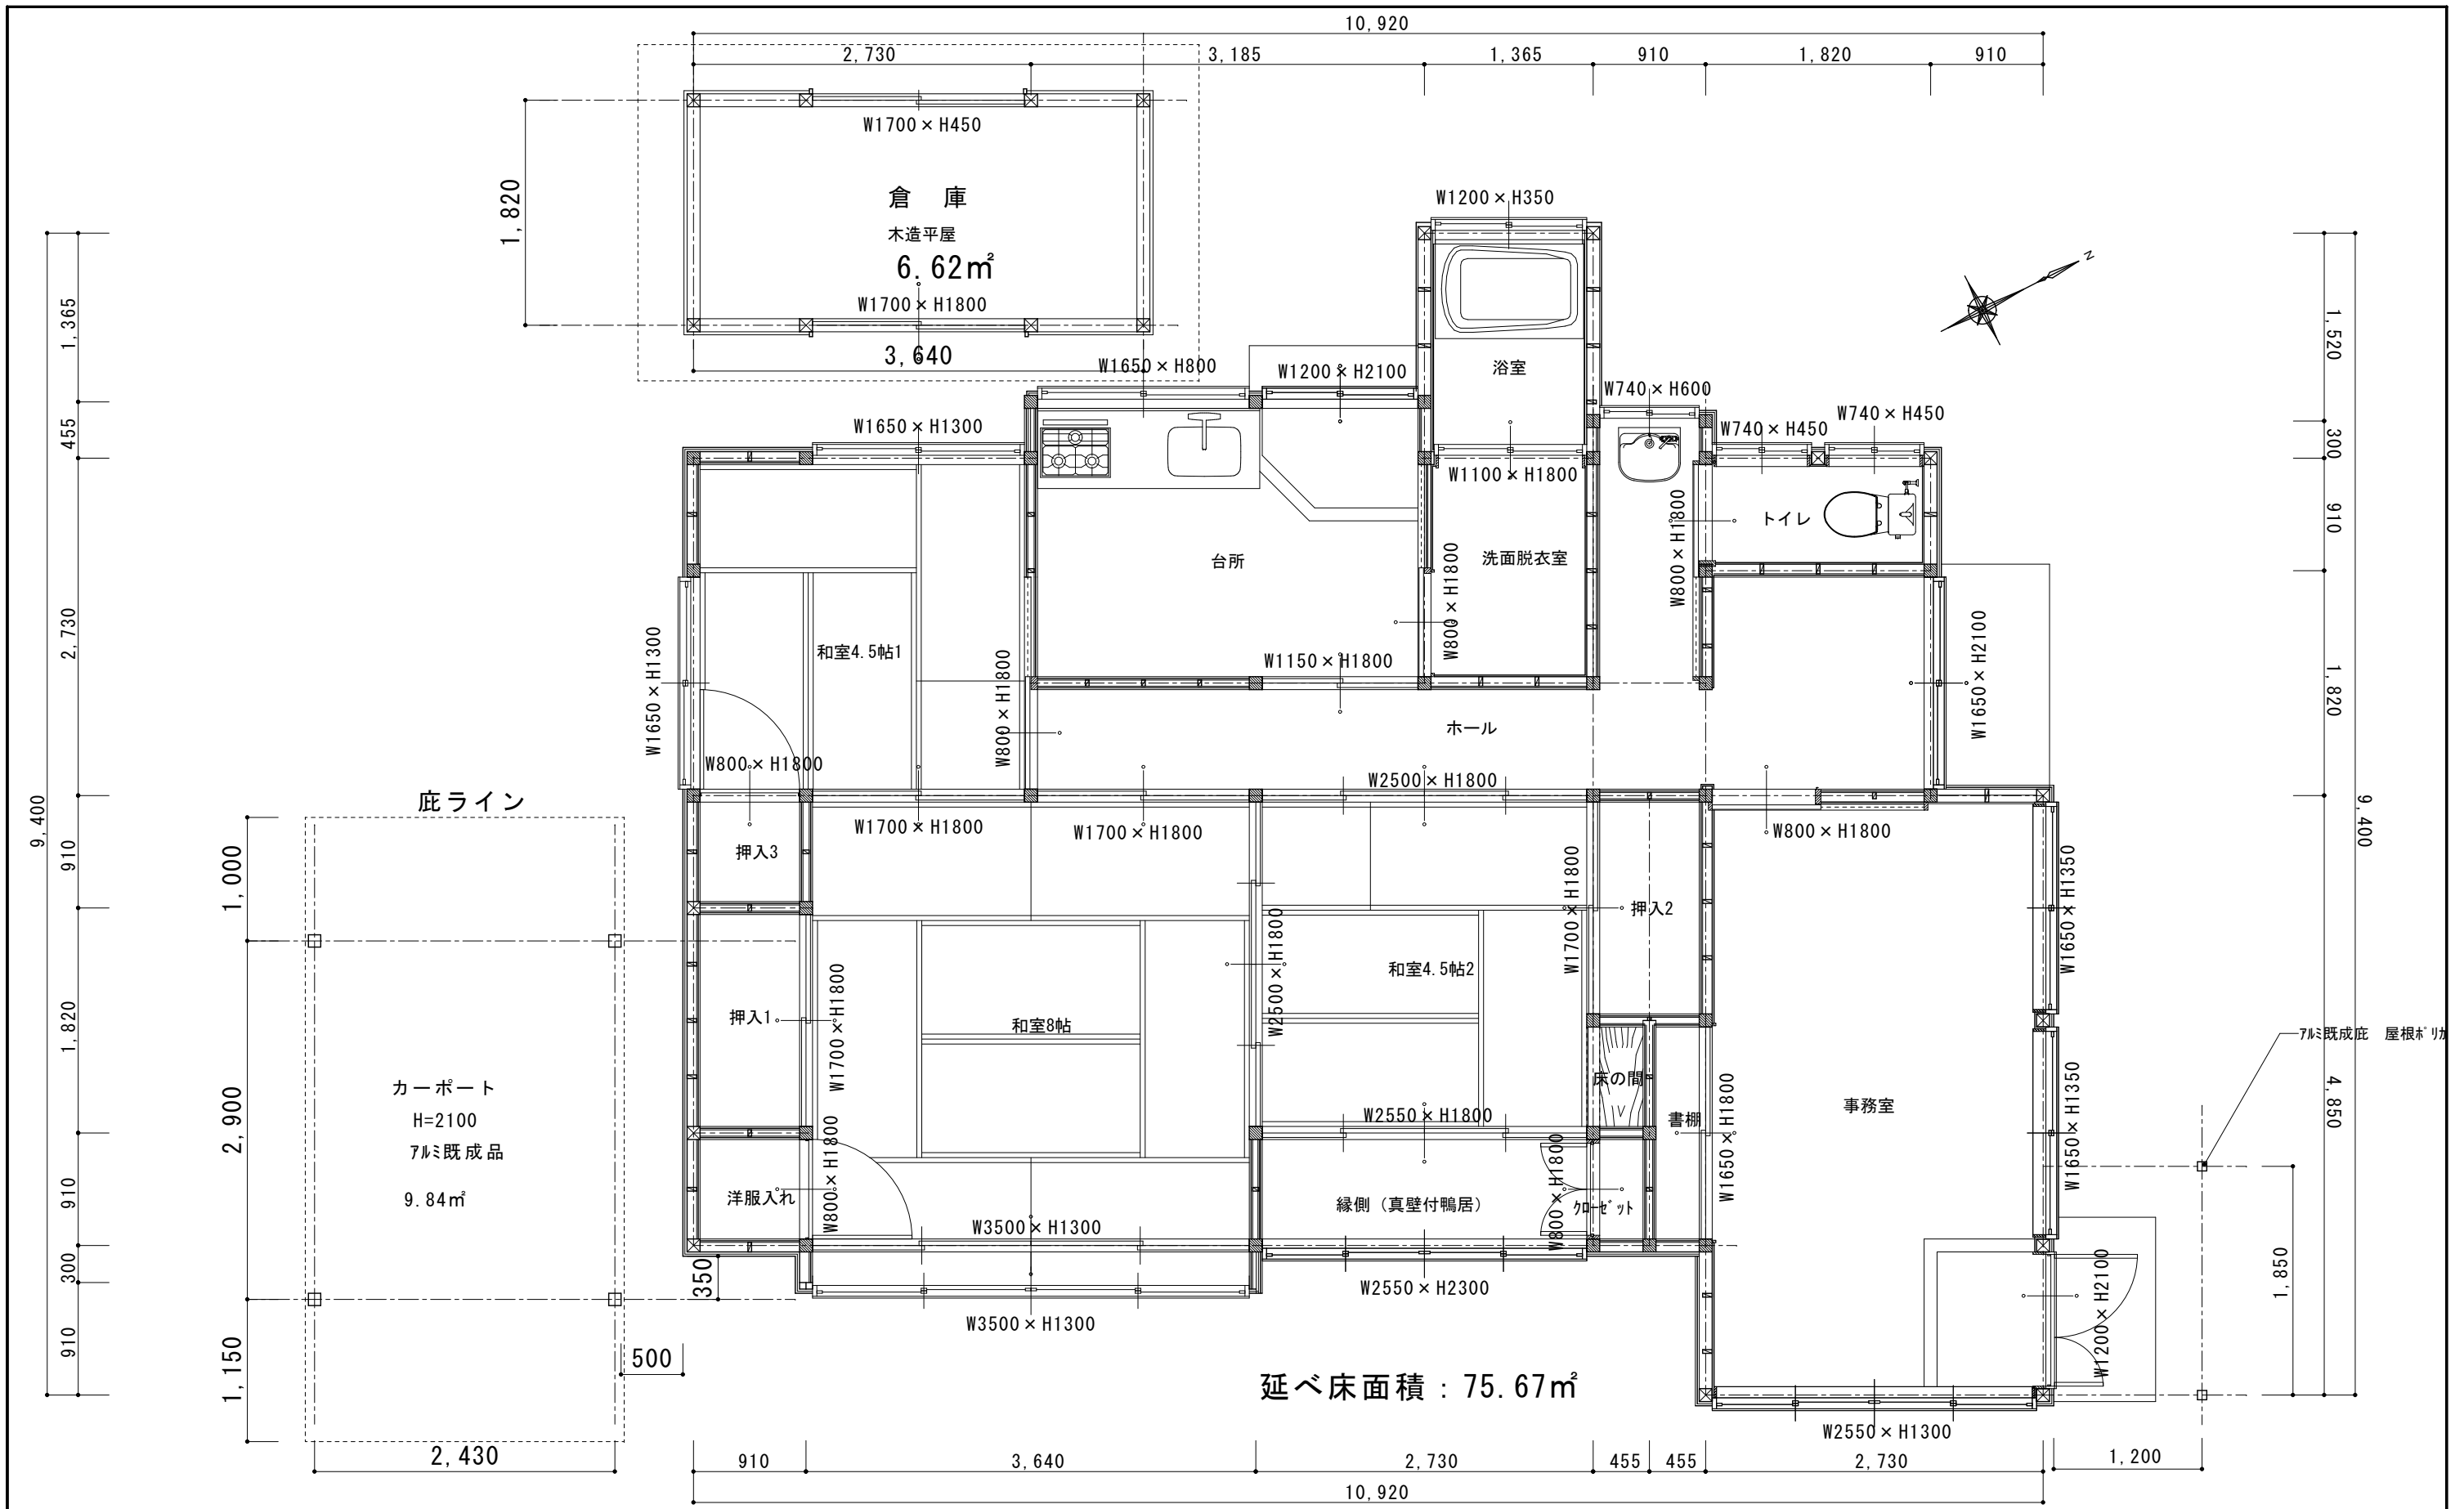 10,920
2,730
3,185
1,365
910
1,820
910
W1700×H450
1,820
倉 庫
木造平屋
6.62㎡
W1700×H1800
3,640
W1200×H350
N
1,365
455
2,730
9,400
910
1,820
910
300
910
1,520
300
910
1,820
9,400
4,850
W1650×H800
W1200×H2100
浴室
W740×H600
W740×H450
W740×H450
W1650×H1300
W1100×H1800
W800×H1800
トイレ
台所
洗面脱衣室
W800×H1800
W1150×H1800
和室4.5帖1
W1650×H1300
W800×H1800
W1650×H2100
ホール
W800×H1800
W2500×H1800
庇ライン
W1700×H1800
W1700×H1800
W800×H1800
押入3
1,000
W1700×H1800
押入2
W1650×H1350
W2500×H1800
和室4.5帖2
W1700×H1800
押入1
和室8帖
アルミ既成庇 屋根ポリカ
床の間
カーポート
H=2100
アルミ既成品
9.84㎡
2,900
W2550×H1800
書棚
W1650×H1800
事務室
W1650×H1350
洋服入れ
W800×H1800
縁側（真壁付鴨居）
W800×H1800
クローゼット
W3500×H1300
350
W2550×H2300
W3500×H1300
W1200×H2100
1,850
1,150
500
延べ床面積：75.67㎡
W2550×H1300
2,430
910
3,640
2,730
455
455
2,730
1,200
10,920